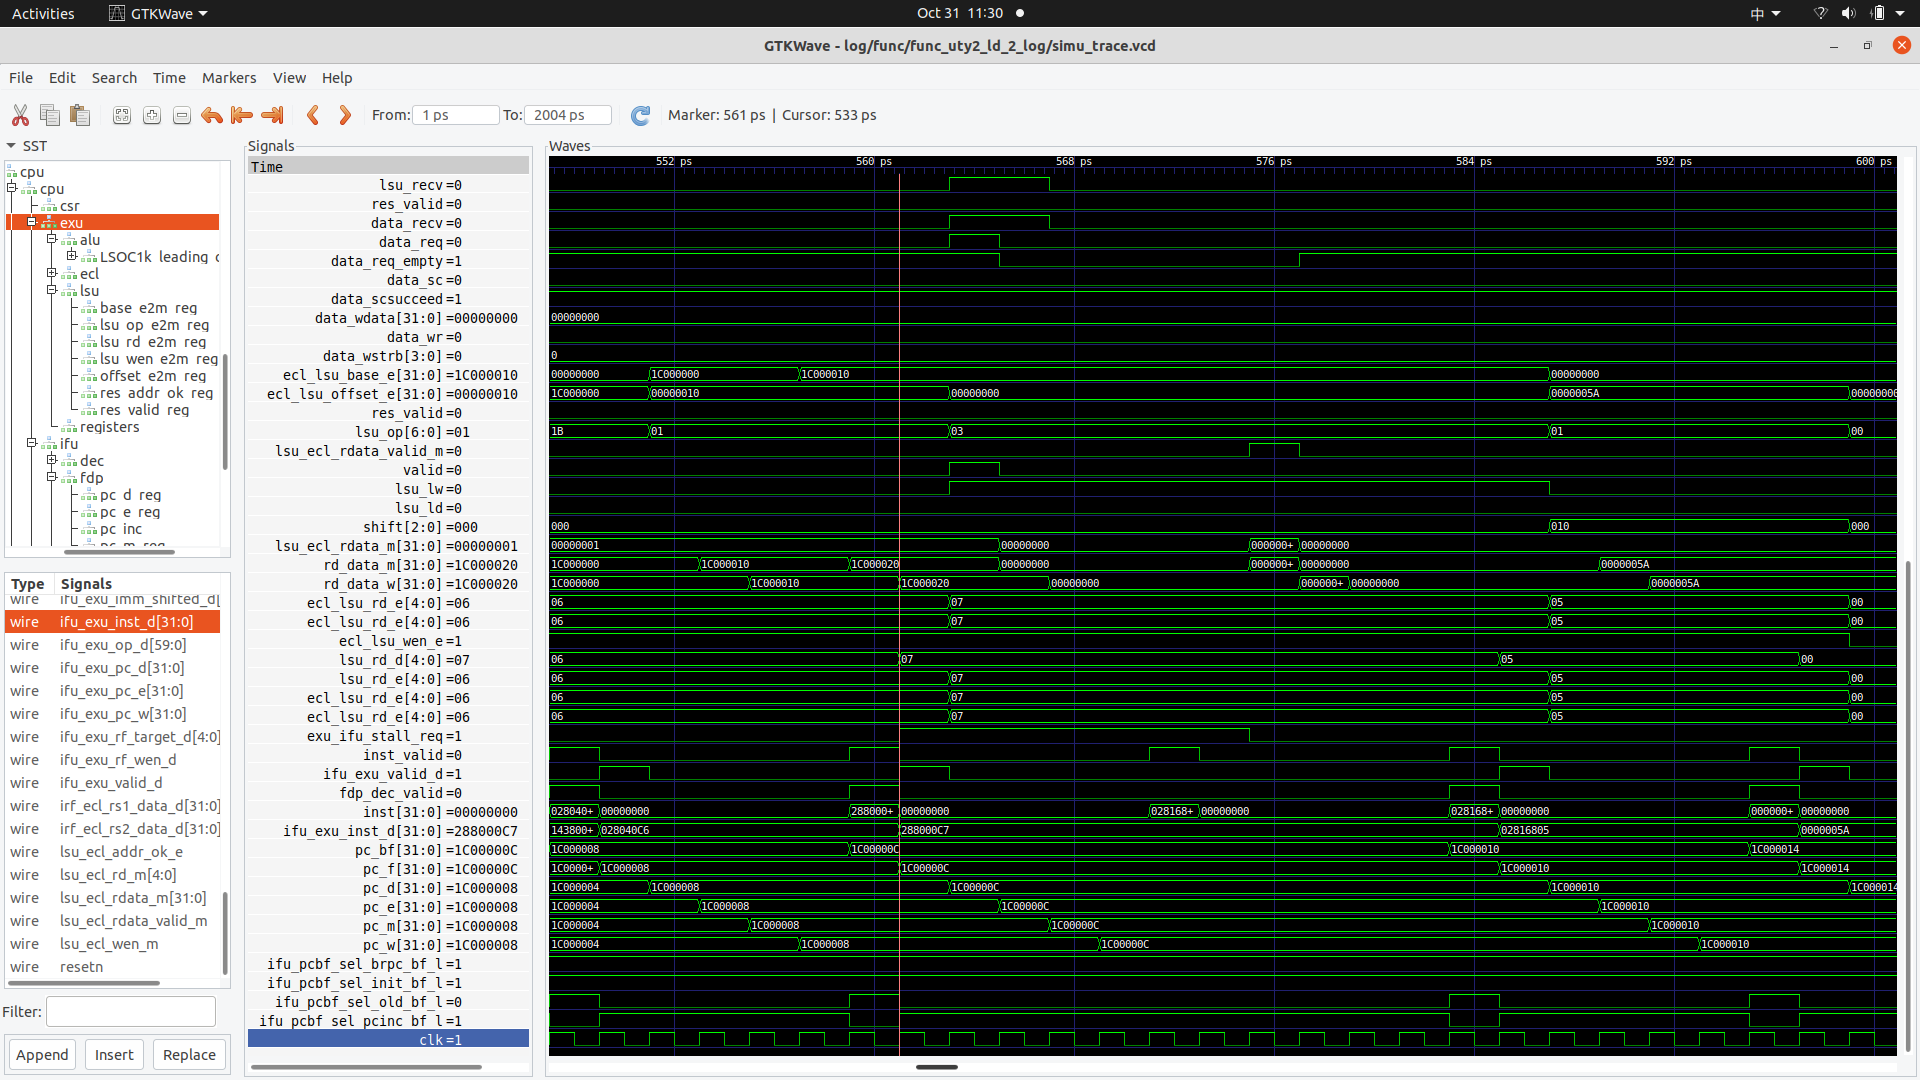 Activities GTKWave Oct 31 11:30 中
GTKWave - log/func/func_uty2_ld_2_log/simu_trace.vcd
File Edit Search Time Markers View Help
From: 1 ps To: 2004 ps Marker: 561 ps | Cursor: 533 ps
SST
cpu
cpu
csr
exu
alu
LSOC1k leading
ecl
lsu
base e2m reg
lsu op e2m reg
lsu rd e2m reg
lsu wen e2m reg
offset e2m reg
res addr ok reg
res valid reg
registers
ifu
dec
fdp
pc d reg
pc e reg
pc inc
Type Signals
wire ifu_exu_imm_shifted_d[
wire ifu_exu_inst_d[31:0]
wire ifu_exu_op_d[59:0]
wire ifu_exu_pc_d[31:0]
wire ifu_exu_pc_e[31:0]
wire ifu_exu_pc_w[31:0]
wire ifu_exu_rf_target_d[4:0]
wire ifu_exu_rf_wen_d
wire ifu_exu_valid_d
wire irf_ecl_rs1_data_d[31:0]
wire irf_ecl_rs2_data_d[31:0]
wire lsu_ecl_addr_ok_e
wire lsu_ecl_rd_m[4:0]
wire lsu_ecl_rdata_m[31:0]
wire lsu_ecl_rdata_valid_m
wire lsu_ecl_wen_m
wire resetn
Filter:
Append Insert Replace
Signals
Time
lsu_recv =0
res_valid =0
data_recv =0
data_req =0
data_req_empty =1
data_sc =0
data_scsucceed =1
data_wdata[31:0] =00000000
data_wr =0
data_wstrb[3:0] =0
ecl_lsu_base_e[31:0] =1C000010
ecl_lsu_offset_e[31:0] =00000010
res_valid =0
lsu_op[6:0] =01
lsu_ecl_rdata_valid_m =0
valid =0
lsu_lw =0
lsu_ld =0
shift[2:0] =000
lsu_ecl_rdata_m[31:0] =00000001
rd_data_m[31:0] =1C000020
rd_data_w[31:0] =1C000020
ecl_lsu_rd_e[4:0] =06
ecl_lsu_rd_e[4:0] =06
ecl_lsu_wen_e =1
lsu_rd_d[4:0] =07
lsu_rd_e[4:0] =06
ecl_lsu_rd_e[4:0] =06
ecl_lsu_rd_e[4:0] =06
exu_ifu_stall_req =1
inst_valid =0
ifu_exu_valid_d =1
fdp_dec_valid =0
inst[31:0] =00000000
ifu_exu_inst_d[31:0] =288000C7
pc_bf[31:0] =1C00000C
pc_f[31:0] =1C00000C
pc_d[31:0] =1C000008
pc_e[31:0] =1C000008
pc_m[31:0] =1C000008
pc_w[31:0] =1C000008
ifu_pcbf_sel_brpc_bf_l =1
ifu_pcbf_sel_init_bf_l =1
ifu_pcbf_sel_old_bf_l =0
ifu_pcbf_sel_pcinc_bf_l =1
clk =1
Waves
552 ps 560 ps 568 ps 576 ps 584 ps 592 ps 600 ps
00000000
0
00000000 1C000000 1C000010 00000000
1C000000 00000010 00000000 0000005A 00000000
1B 01 03 01 00
000 010 000
00000001 00000000 000000+ 00000000
1C000000 1C000010 1C000020 00000000 000000+ 00000000 0000005A
1C000000 1C000010 1C000020 00000000 000000+ 00000000 0000005A
06 07 05 00
06 07 05 00
06 07 05 00
06 07 05 00
06 07 05 00
06 07 05 00
028040+ 00000000 288000+ 00000000 028168+ 00000000 028168+ 00000000 000000+ 00000000
143800+ 028040C6 288000C7 02816805 0000005A
1C000008 1C00000C 1C000010 1C000014
1C0000+ 1C000008 1C00000C 1C000010 1C000014
1C000004 1C000008 1C00000C 1C000010 1C000014
1C000004 1C000008 1C00000C 1C000010
1C000004 1C000008 1C00000C 1C000010
1C000004 1C000008 1C00000C 1C000010